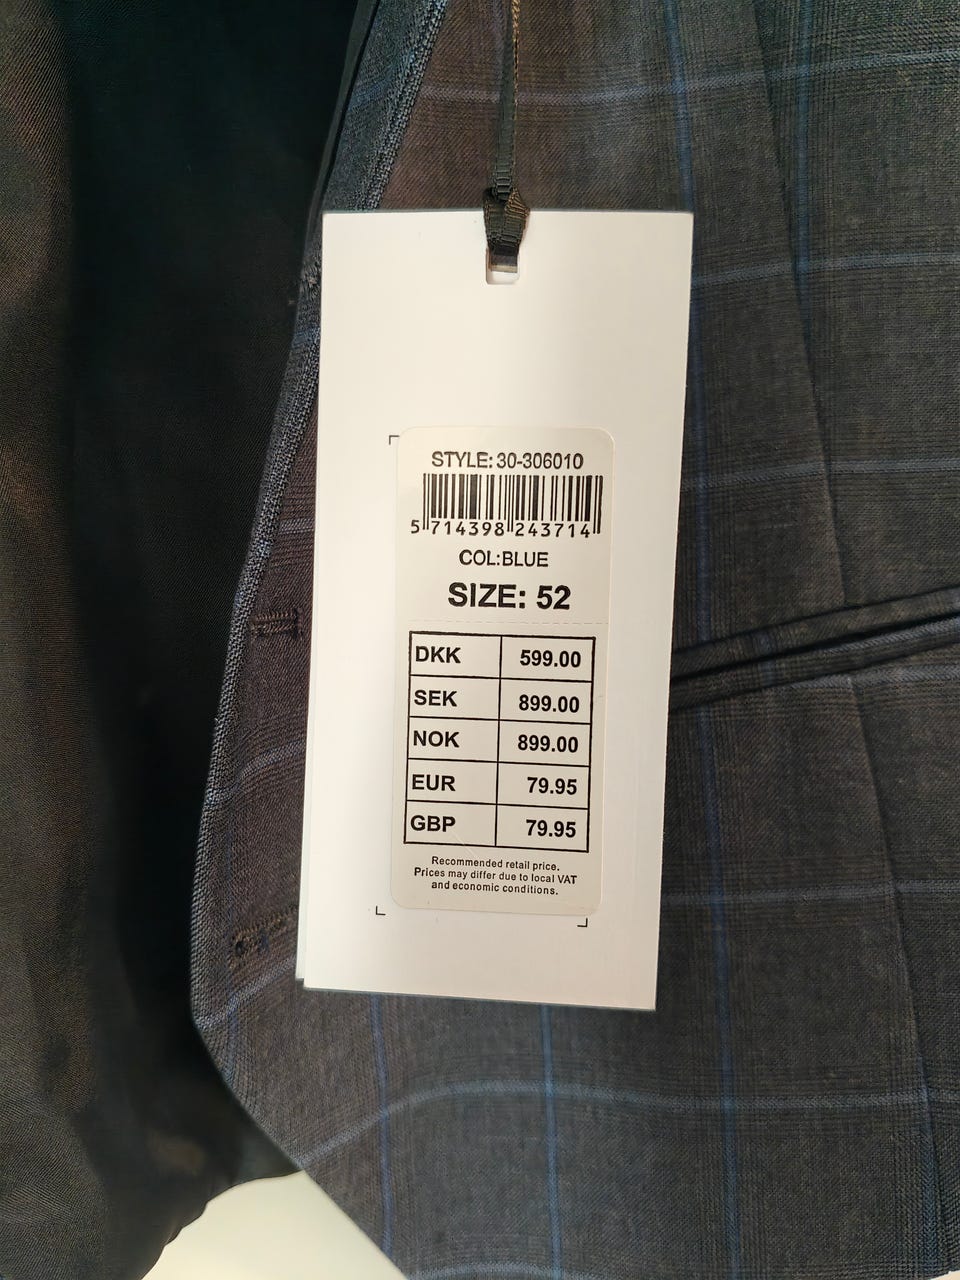 STYLE: 30-306010
5 714398 243714
COL:BLUE
SIZE: 52
DKK 599.00
SEK 899.00
NOK 899.00
EUR 79.95
GBP 79.95
Recommended retail price.
Prices may differ due to local VAT
and economic conditions.